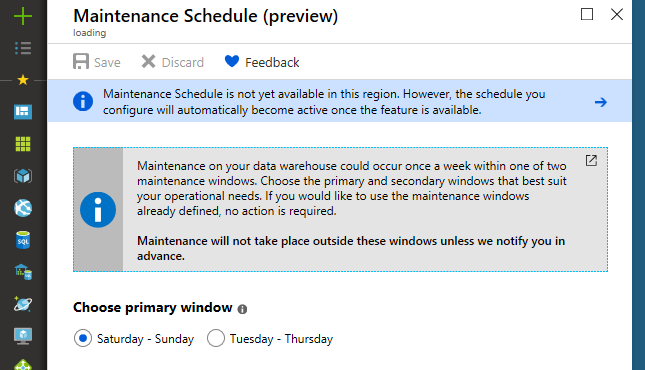 Maintenance Schedule (preview)
loading
Save Discard Feedback
Maintenance Schedule is not yet available in this region. However, the schedule you
configure will automatically become active once the feature is available.
Maintenance on your data warehouse could occur once a week within one of two
maintenance windows. Choose the primary and secondary windows that best suit
your operational needs. If you would like to use the maintenance windows
already defined, no action is required.
Maintenance will not take place outside these windows unless we notify you in
advance.
Choose primary window
Saturday - Sunday Tuesday - Thursday
SQL